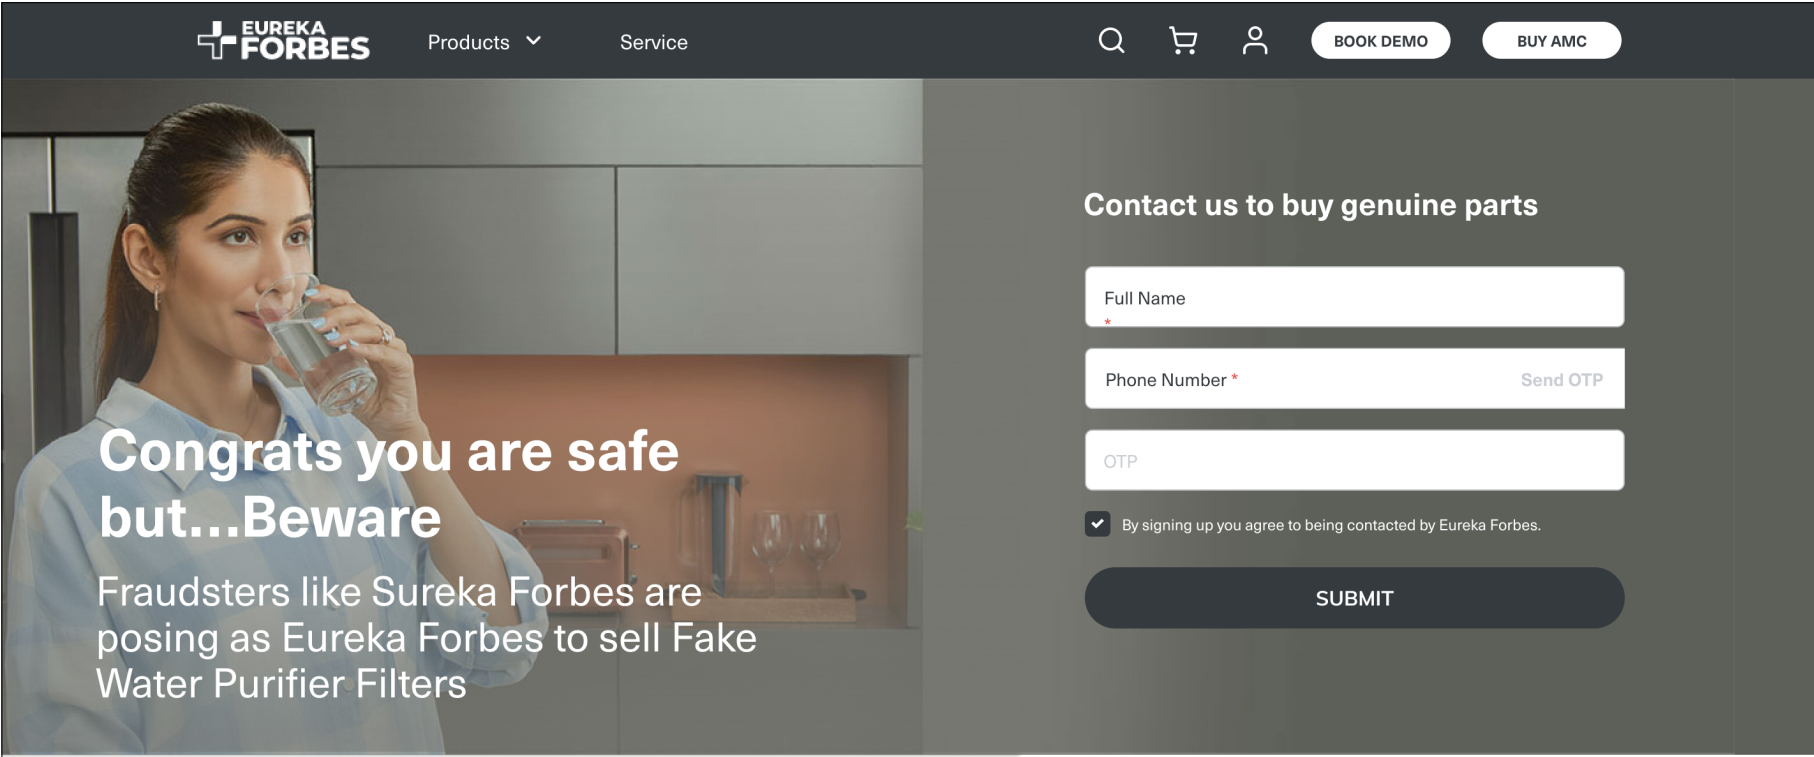 EUREKA
FORBES
Products
Service
BOOK DEMO
BUY AMC
Congrats you are safe
but...Beware
Fraudsters like Sureka Forbes are
posing as Eureka Forbes to sell Fake
Water Purifier Filters
Contact us to buy genuine parts
Full Name
*
Phone Number * Send OTP
OTP
By signing up you agree to being contacted by Eureka Forbes.
SUBMIT